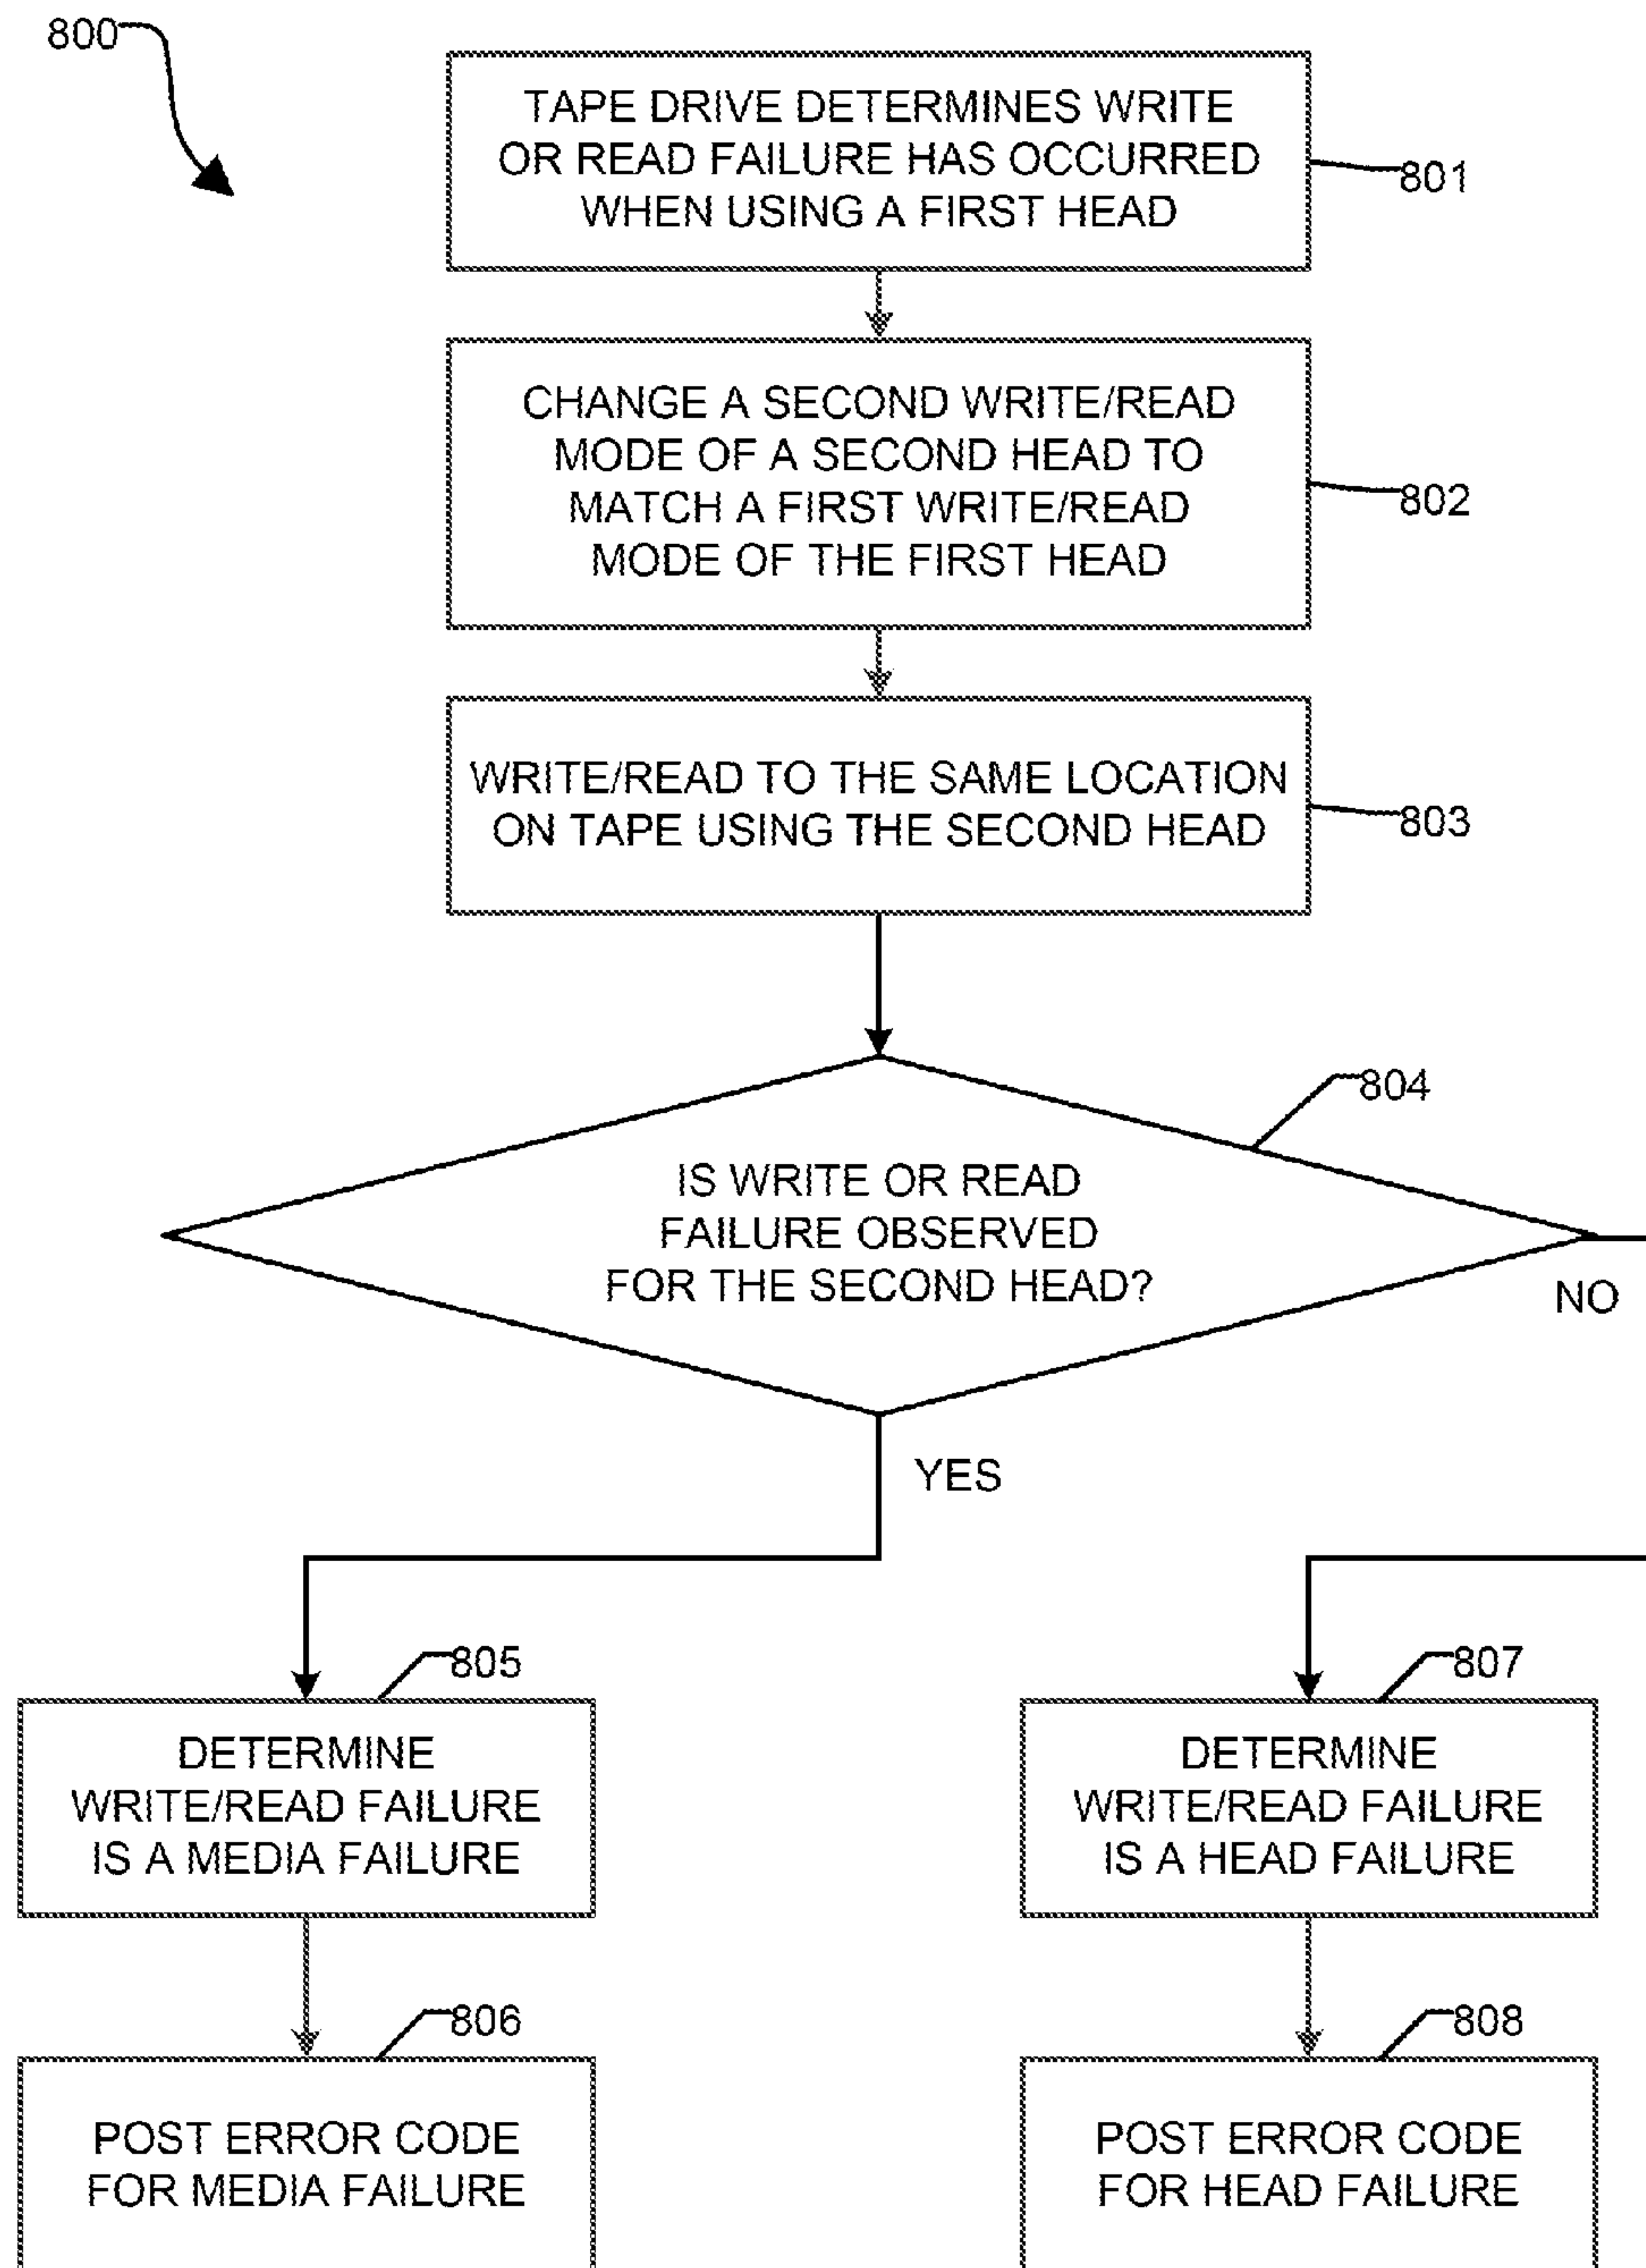 800
TAPE DRIVE DETERMINES WRITE
OR READ FAILURE HAS OCCURRED
WHEN USING A FIRST HEAD
801
CHANGE A SECOND WRITE/READ
MODE OF A SECOND HEAD TO
MATCH A FIRST WRITE/READ
MODE OF THE FIRST HEAD
802
WRITE/READ TO THE SAME LOCATION
ON TAPE USING THE SECOND HEAD
803
804
IS WRITE OR READ
FAILURE OBSERVED
FOR THE SECOND HEAD?
NO
YES
805
DETERMINE
WRITE/READ FAILURE
IS A MEDIA FAILURE
807
DETERMINE
WRITE/READ FAILURE
IS A HEAD FAILURE
806
POST ERROR CODE
FOR MEDIA FAILURE
808
POST ERROR CODE
FOR HEAD FAILURE